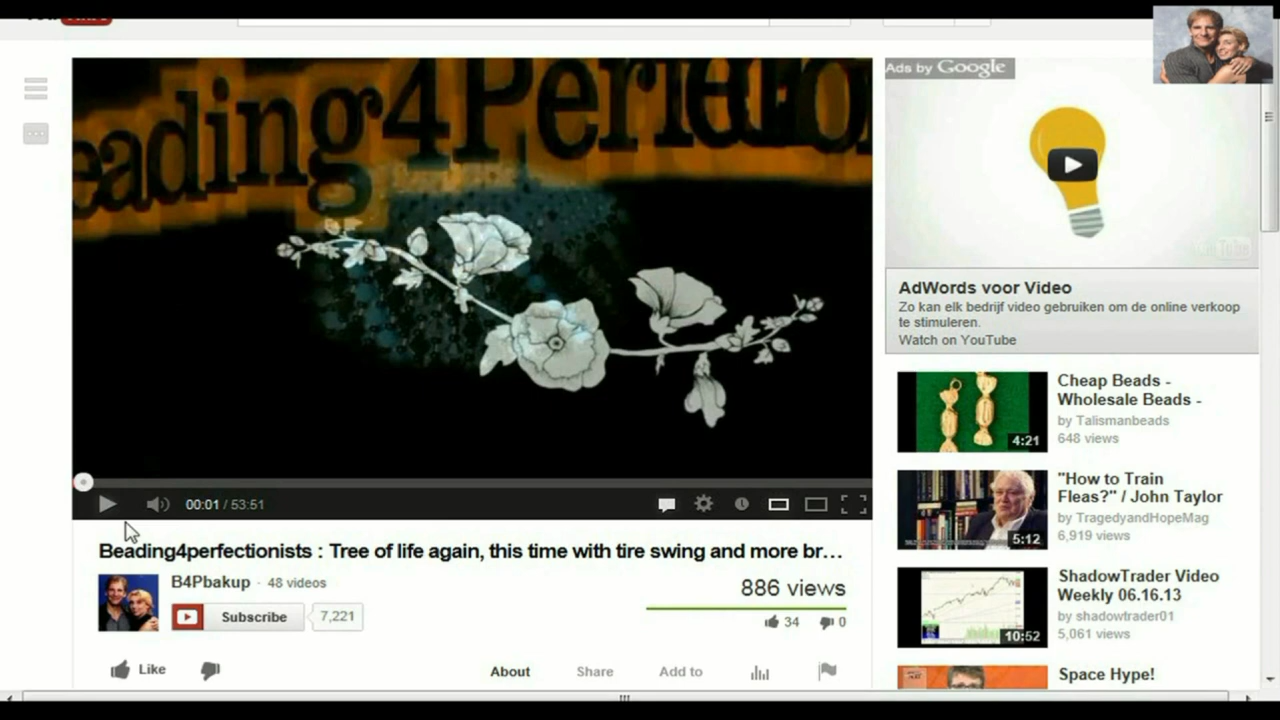 eading4Per
Ads by Google
YouTube
AdWords voor Video
Zo kan elk bedrijf video gebruiken om de online verkoop
te stimuleren.
Watch on YouTube
Cheap Beads -
Wholesale Beads -
by Talismanbeads
648 views
4:21
"How to Train
Fleas?" / John Taylor
by TragedyandHopeMag
6,919 views
5:12
ShadowTrader Video
Weekly 06.16.13
by shadowtrader01
5,061 views
10:52
Space Hype!
00:01 / 53:51
Beading4perfectionists : Tree of life again, this time with tire swing and more br...
B4Pbakup · 48 videos
Subscribe 7,221
886 views
34 0
Like
About Share Add to